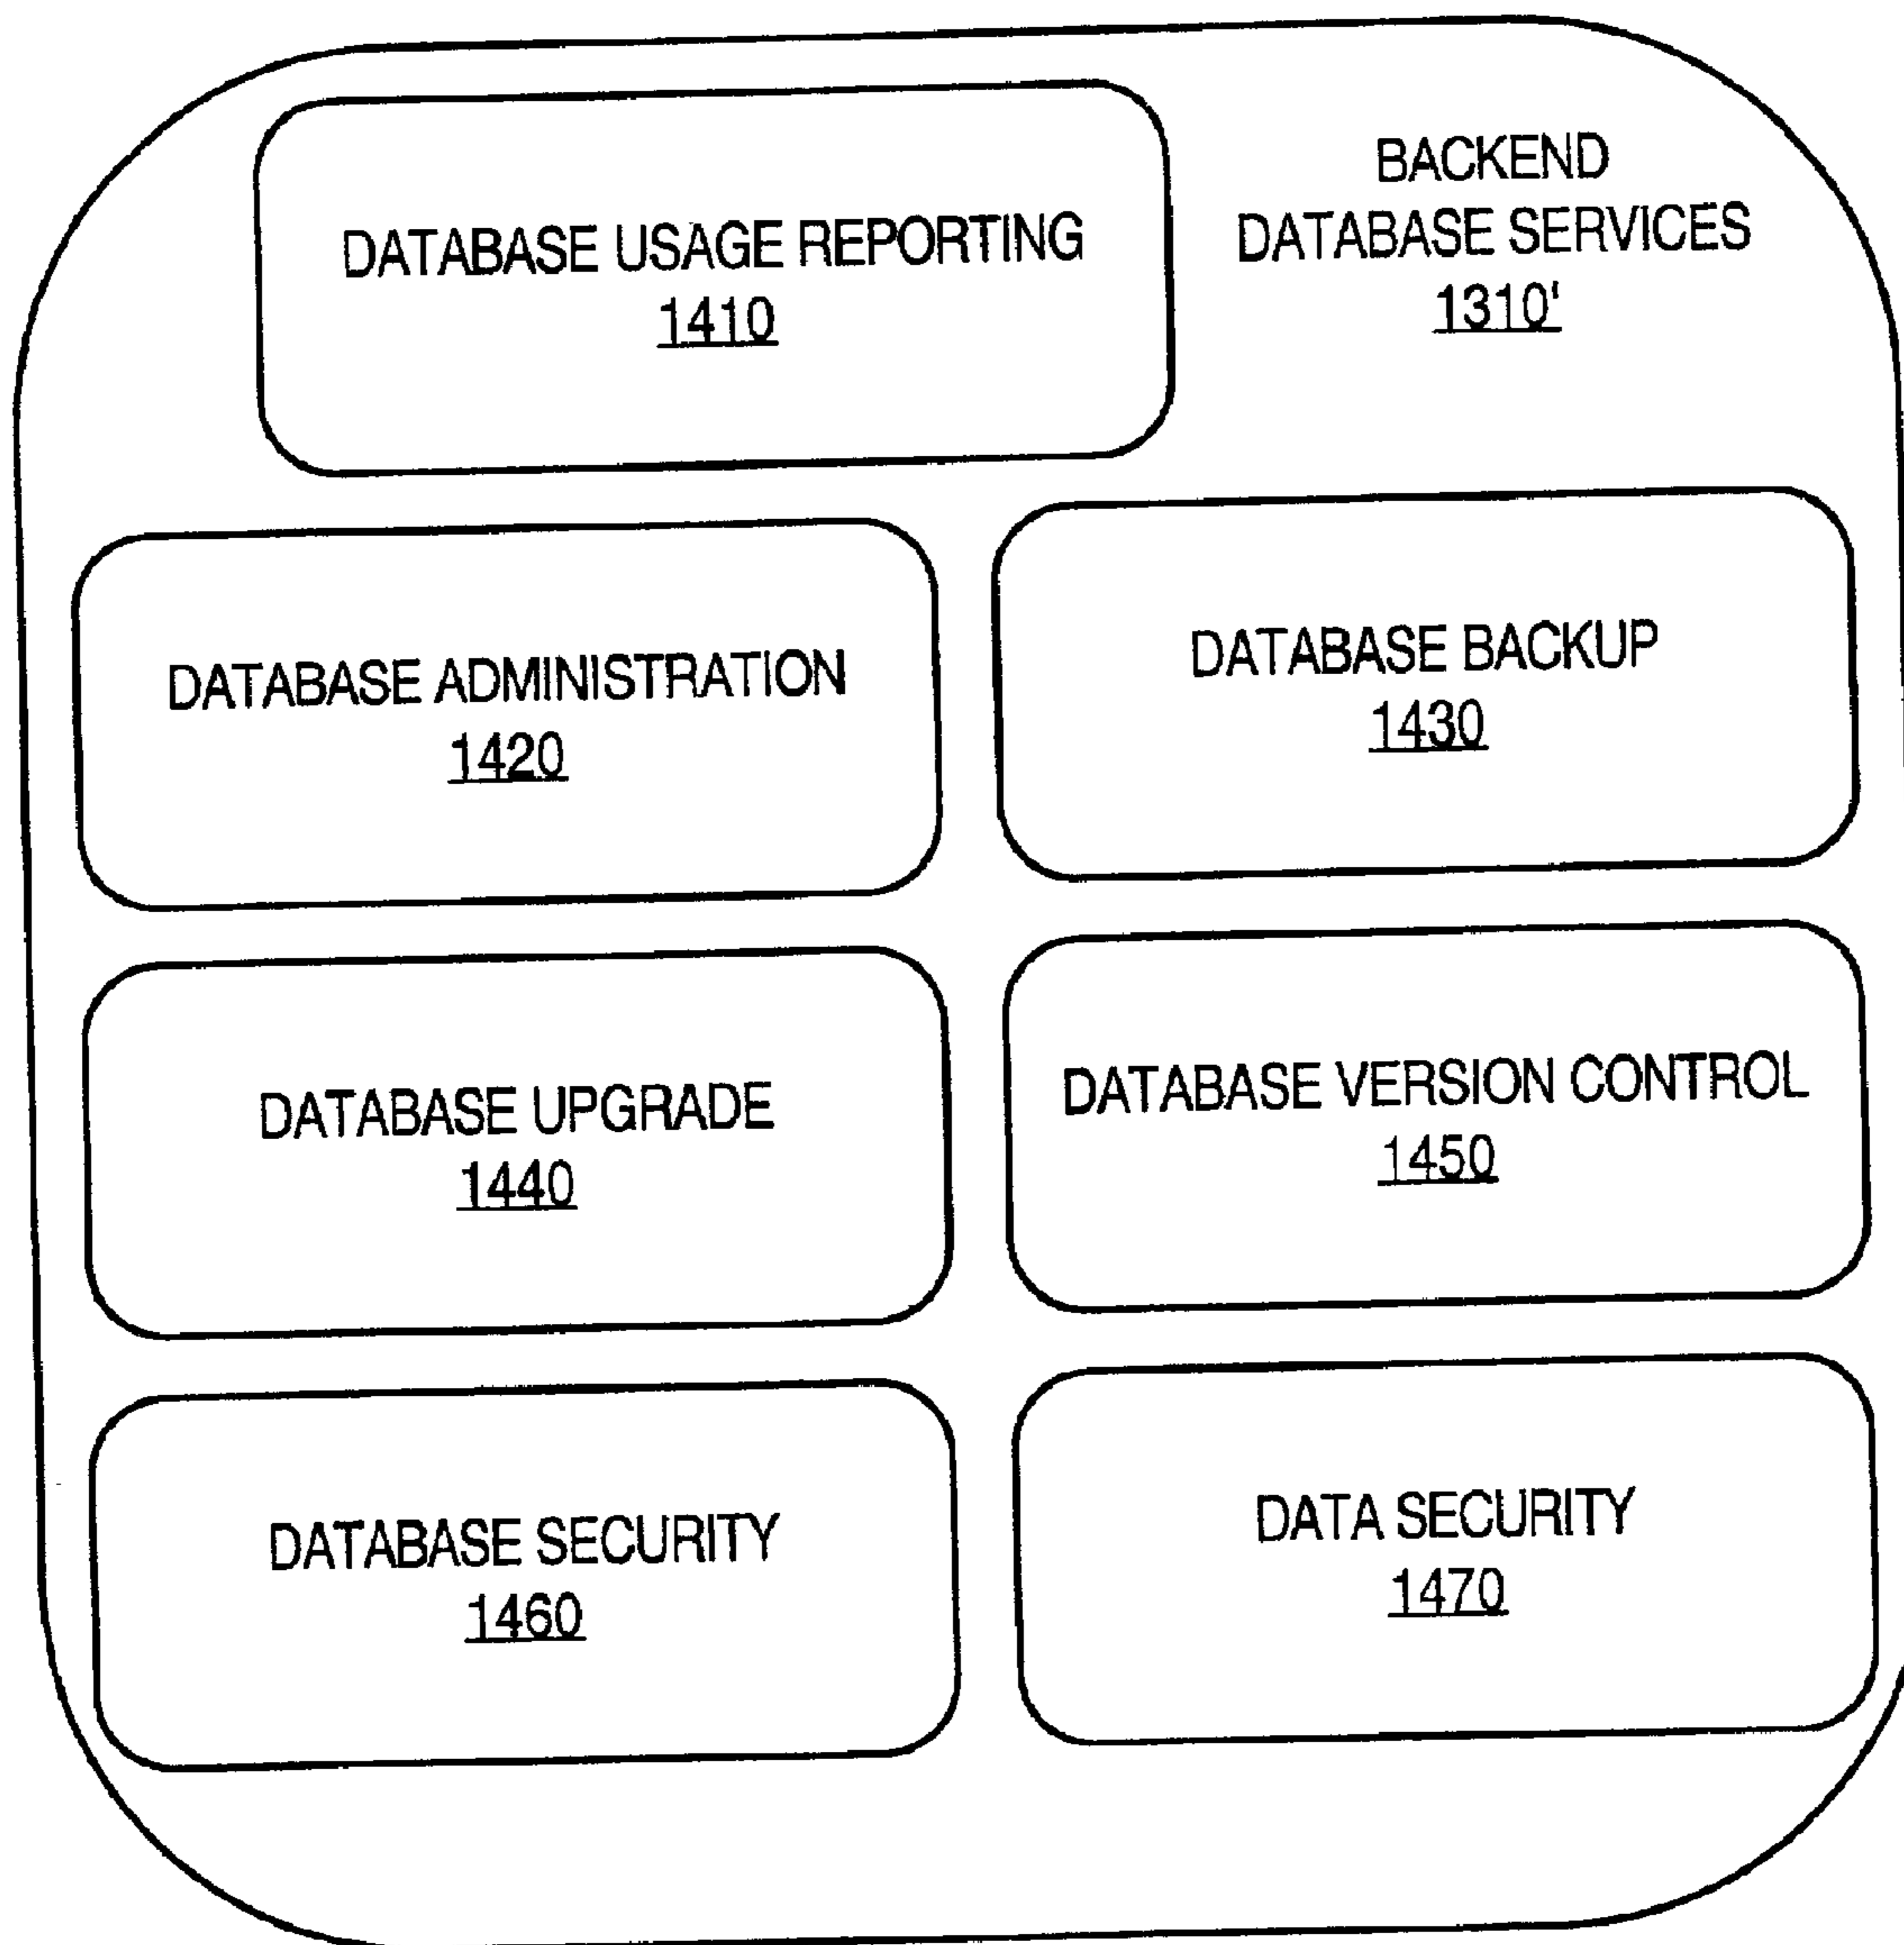 DATABASE USAGE REPORTING
1410
BACKEND
DATABASE SERVICES
1310'
DATABASE ADMINISTRATION
1420
DATABASE BACKUP
1430
DATABASE UPGRADE
1440
DATABASE VERSION CONTROL
1450
DATABASE SECURITY
1460
DATA SECURITY
1470